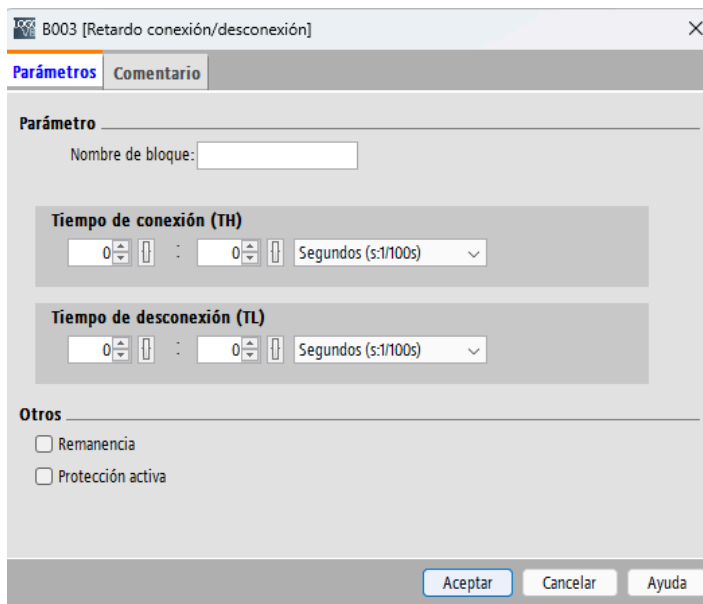 B003 [Retardo conexión/desconexión]
Parámetros Comentario
Parámetro
Nombre de bloque:
Tiempo de conexión (TH)
0 : 0 Segundos (s:1/100s)
Tiempo de desconexión (TL)
0 : 0 Segundos (s:1/100s)
Otros
Remanencia
Protección activa
Aceptar Cancelar Ayuda